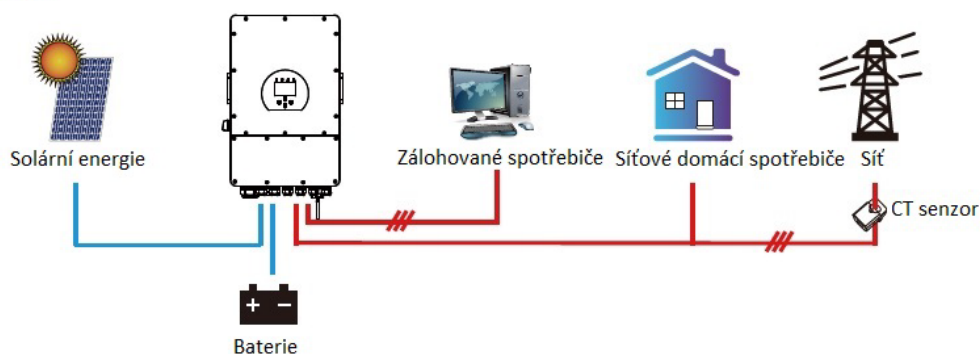 Solární energie
Zálohované spotřebiče
Síťové domácí spotřebiče
Síť
CT senzor
Baterie